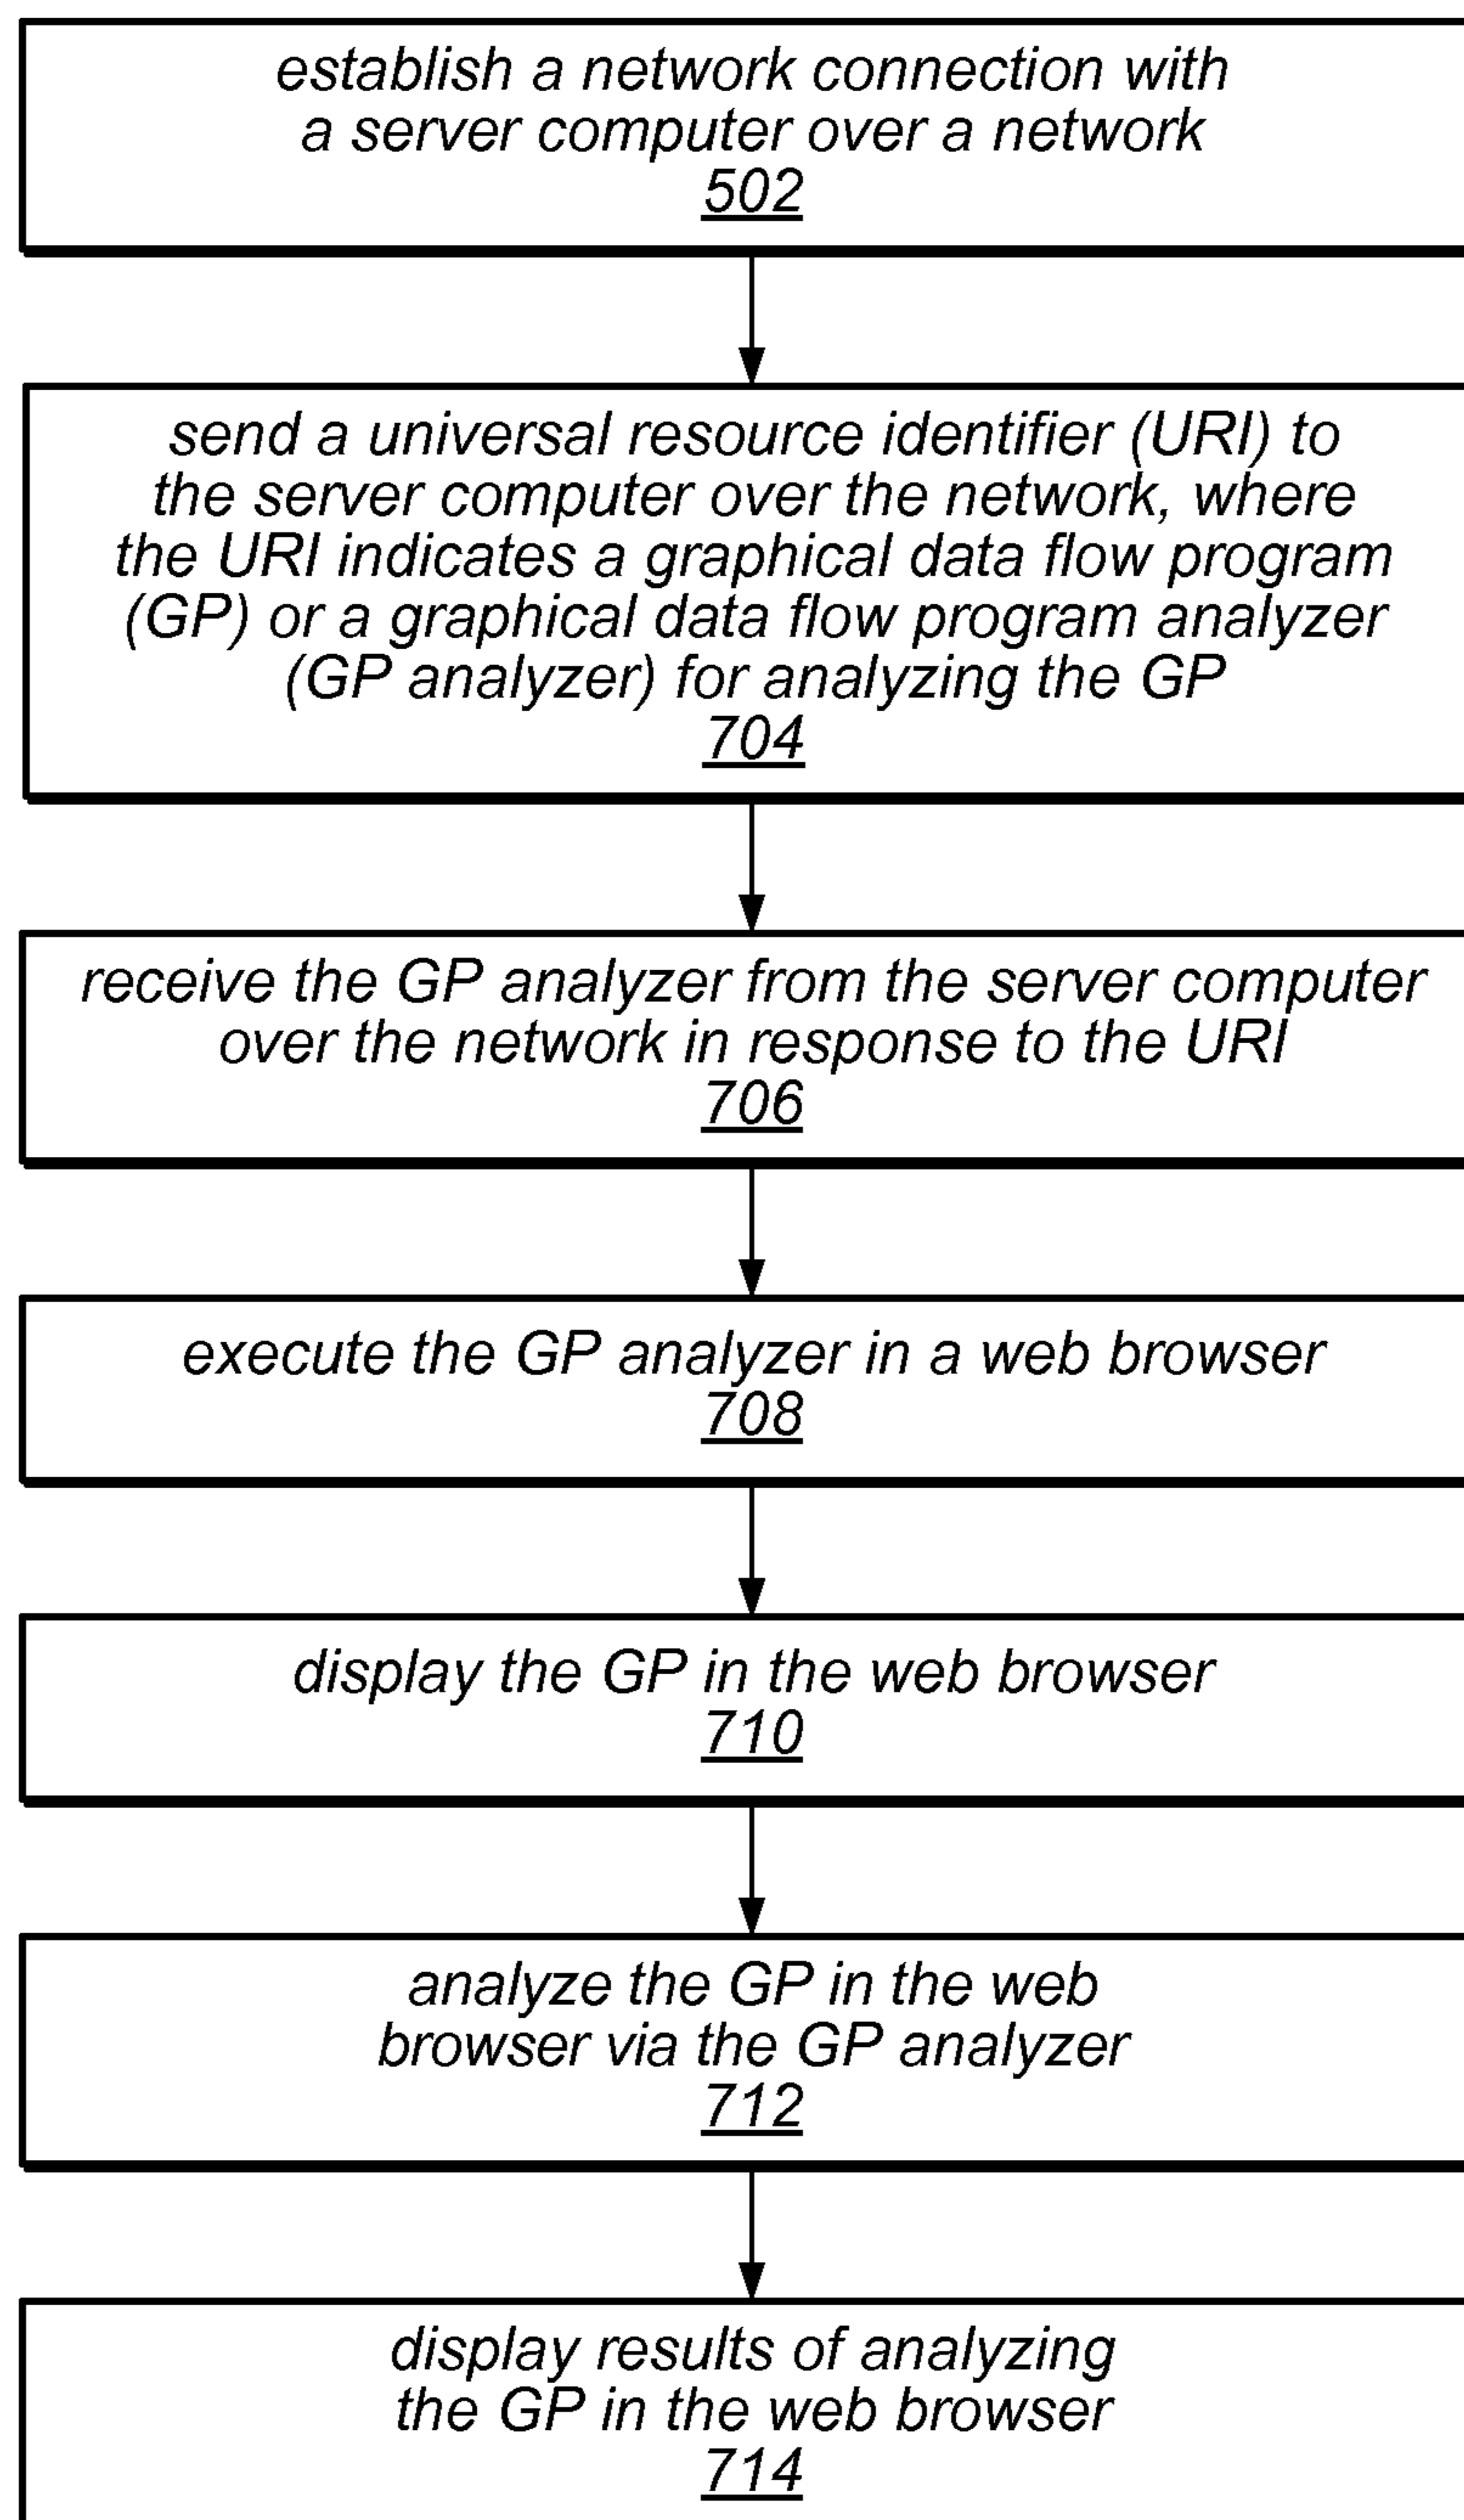 establish a network connection with
a server computer over a network
502
send a universal resource identifier (URI) to
the server computer over the network, where
the URI indicates a graphical data flow program
(GP) or a graphical data flow program analyzer
(GP analyzer) for analyzing the GP
704
receive the GP analyzer from the server computer
over the network in response to the URI
706
execute the GP analyzer in a web browser
708
display the GP in the web browser
710
analyze the GP in the web
browser via the GP analyzer
712
display results of analyzing
the GP in the web browser
714